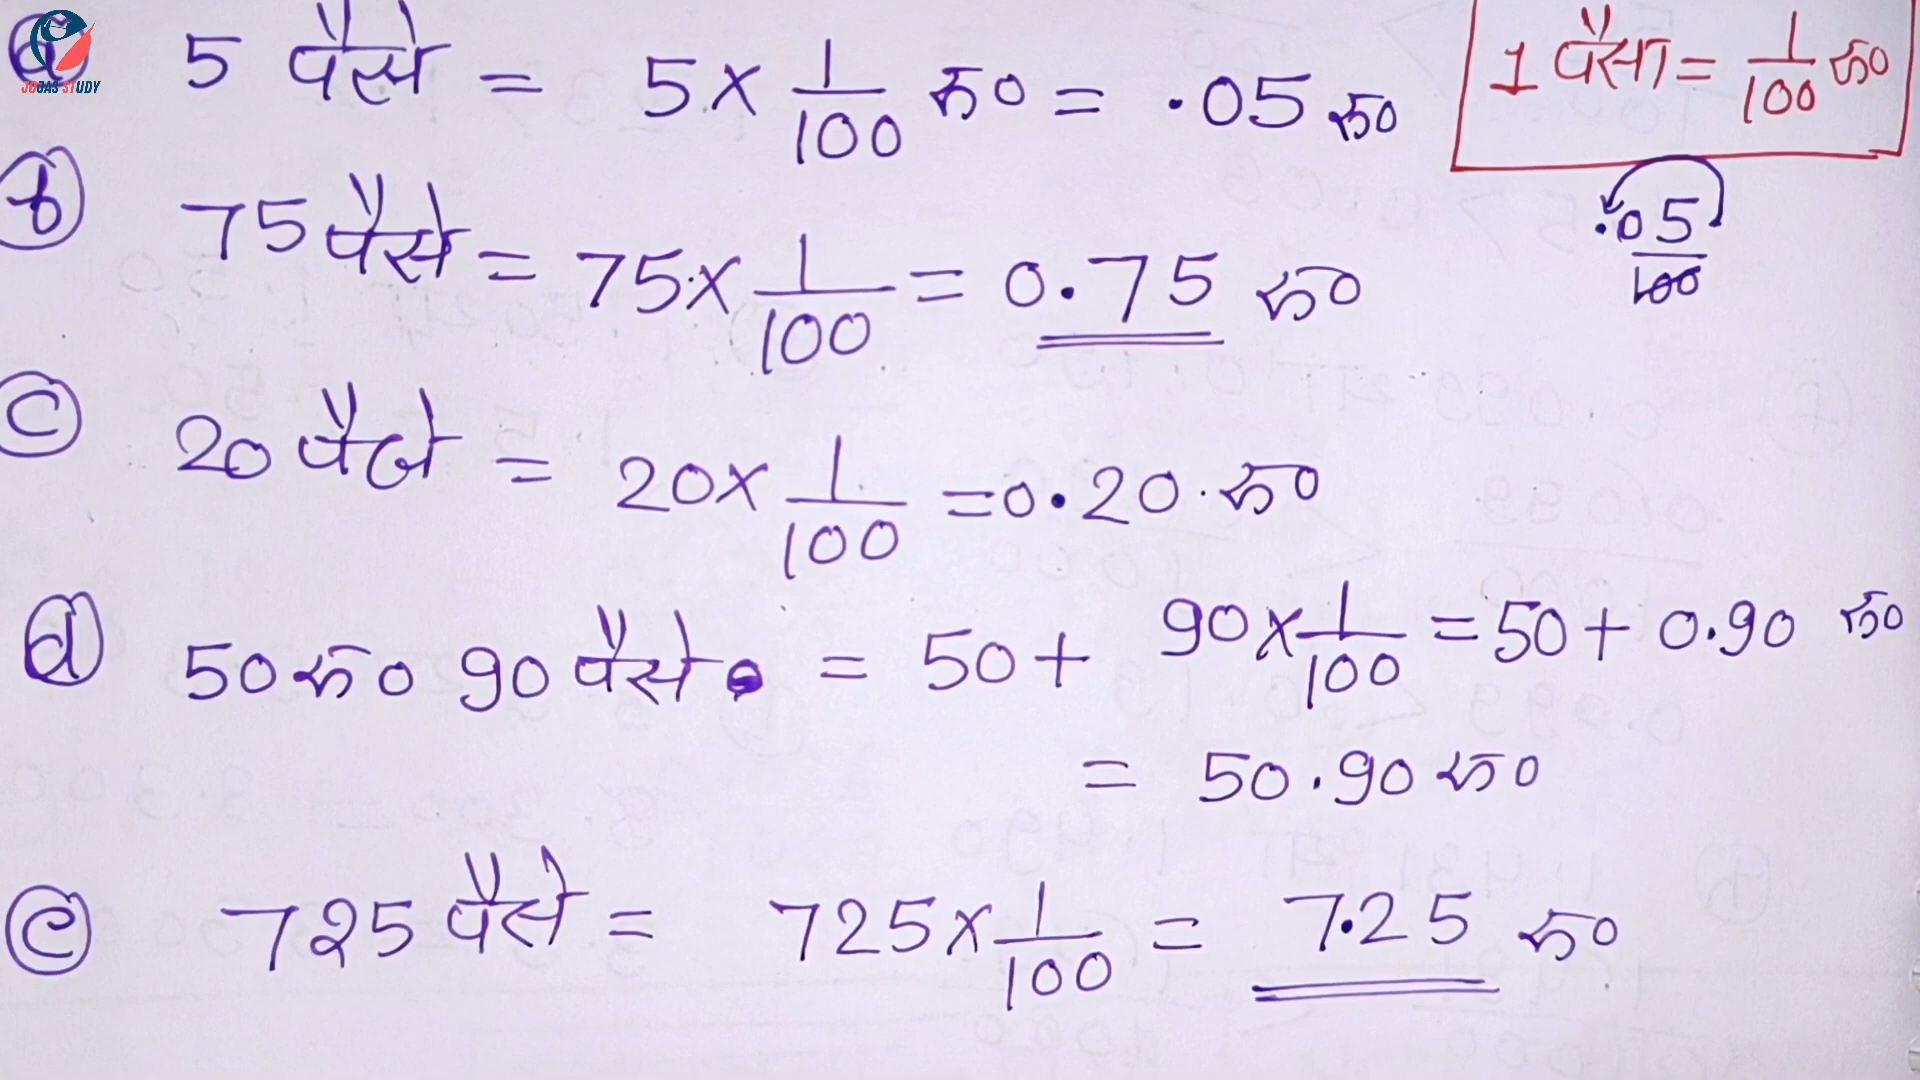 (a) 5 पैसे = 5 × 1/100 रू० = .05 रू०
1 पैसा = 1/100 रू०
JOGAS STUDY
.05/100
(b) 75 पैसे = 75 × 1/100 = 0.75 रू०
(c) 20 पैसे = 20 × 1/100 = 0.20 रू०
(d) 50 रू० 90 पैसे = 50 + 90 × 1/100 = 50 + 0.90 रू०
= 50.90 रू०
(e) 725 पैसे = 725 × 1/100 = 7.25 रू०